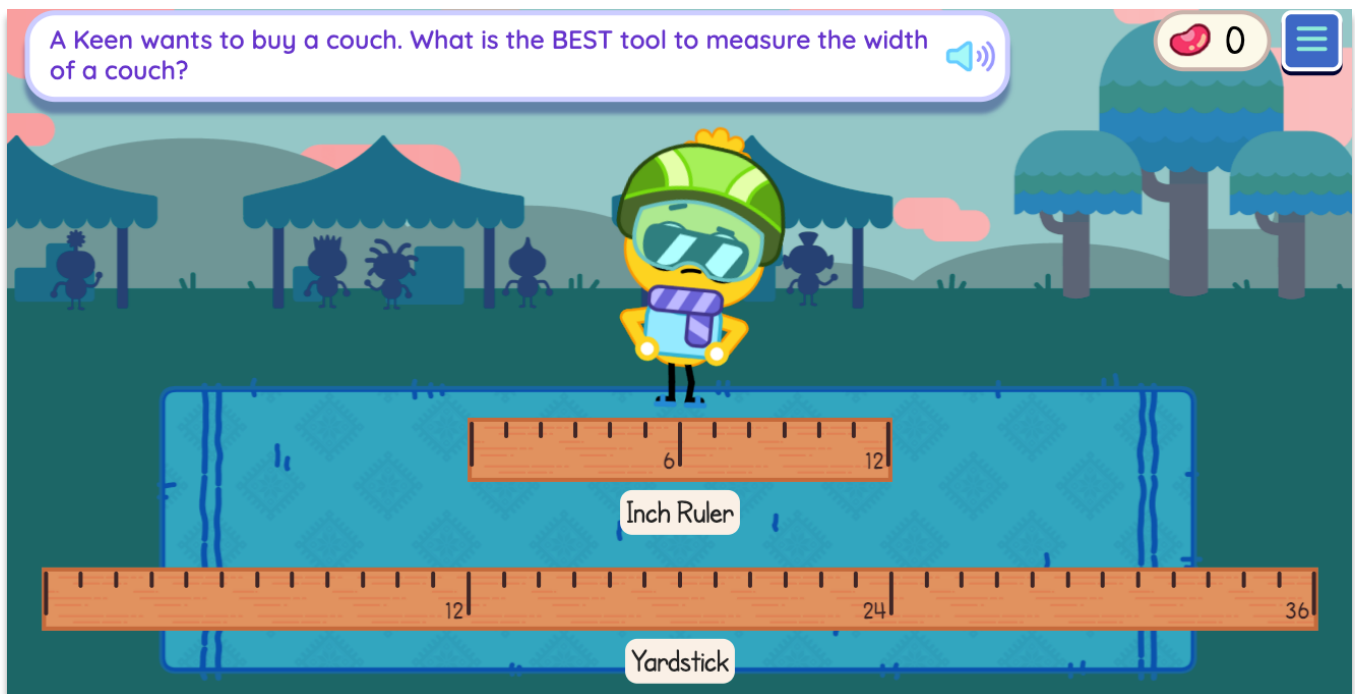 A Keen wants to buy a couch. What is the BEST tool to measure the width
of a couch?
0
6 12
Inch Ruler
12 24 36
Yardstick